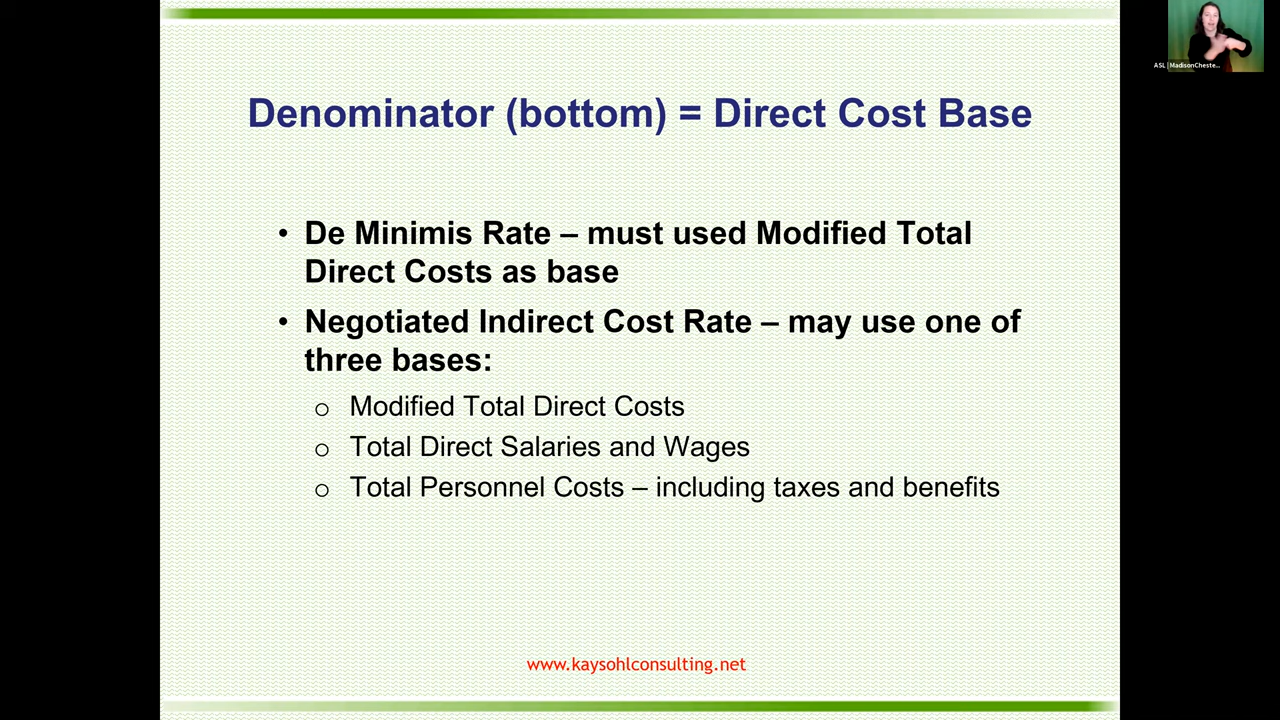 ASL | MadisonCheste...
Denominator (bottom) = Direct Cost Base
• De Minimis Rate – must used Modified Total
Direct Costs as base
• Negotiated Indirect Cost Rate – may use one of
three bases:
o Modified Total Direct Costs
o Total Direct Salaries and Wages
o Total Personnel Costs – including taxes and benefits
www.kaysohlconsulting.net